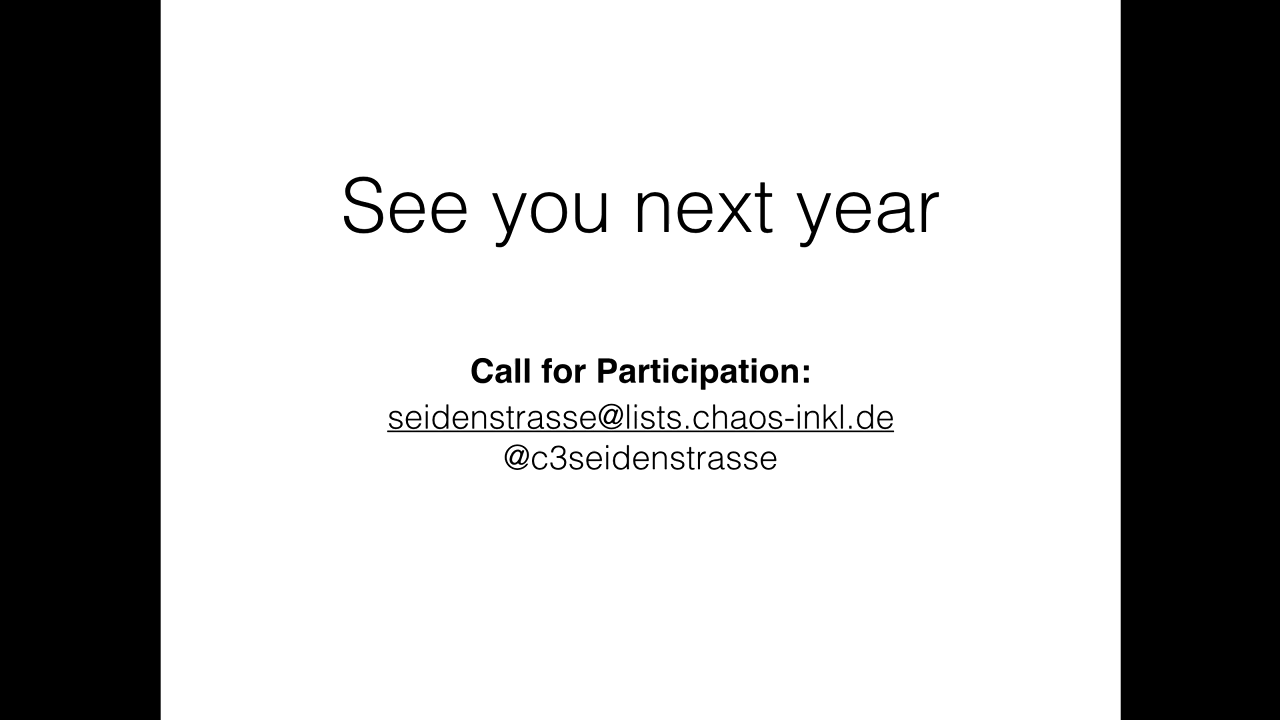 See you next year
Call for Participation:
seidenstrasse@lists.chaos-inkl.de
@c3seidenstrasse